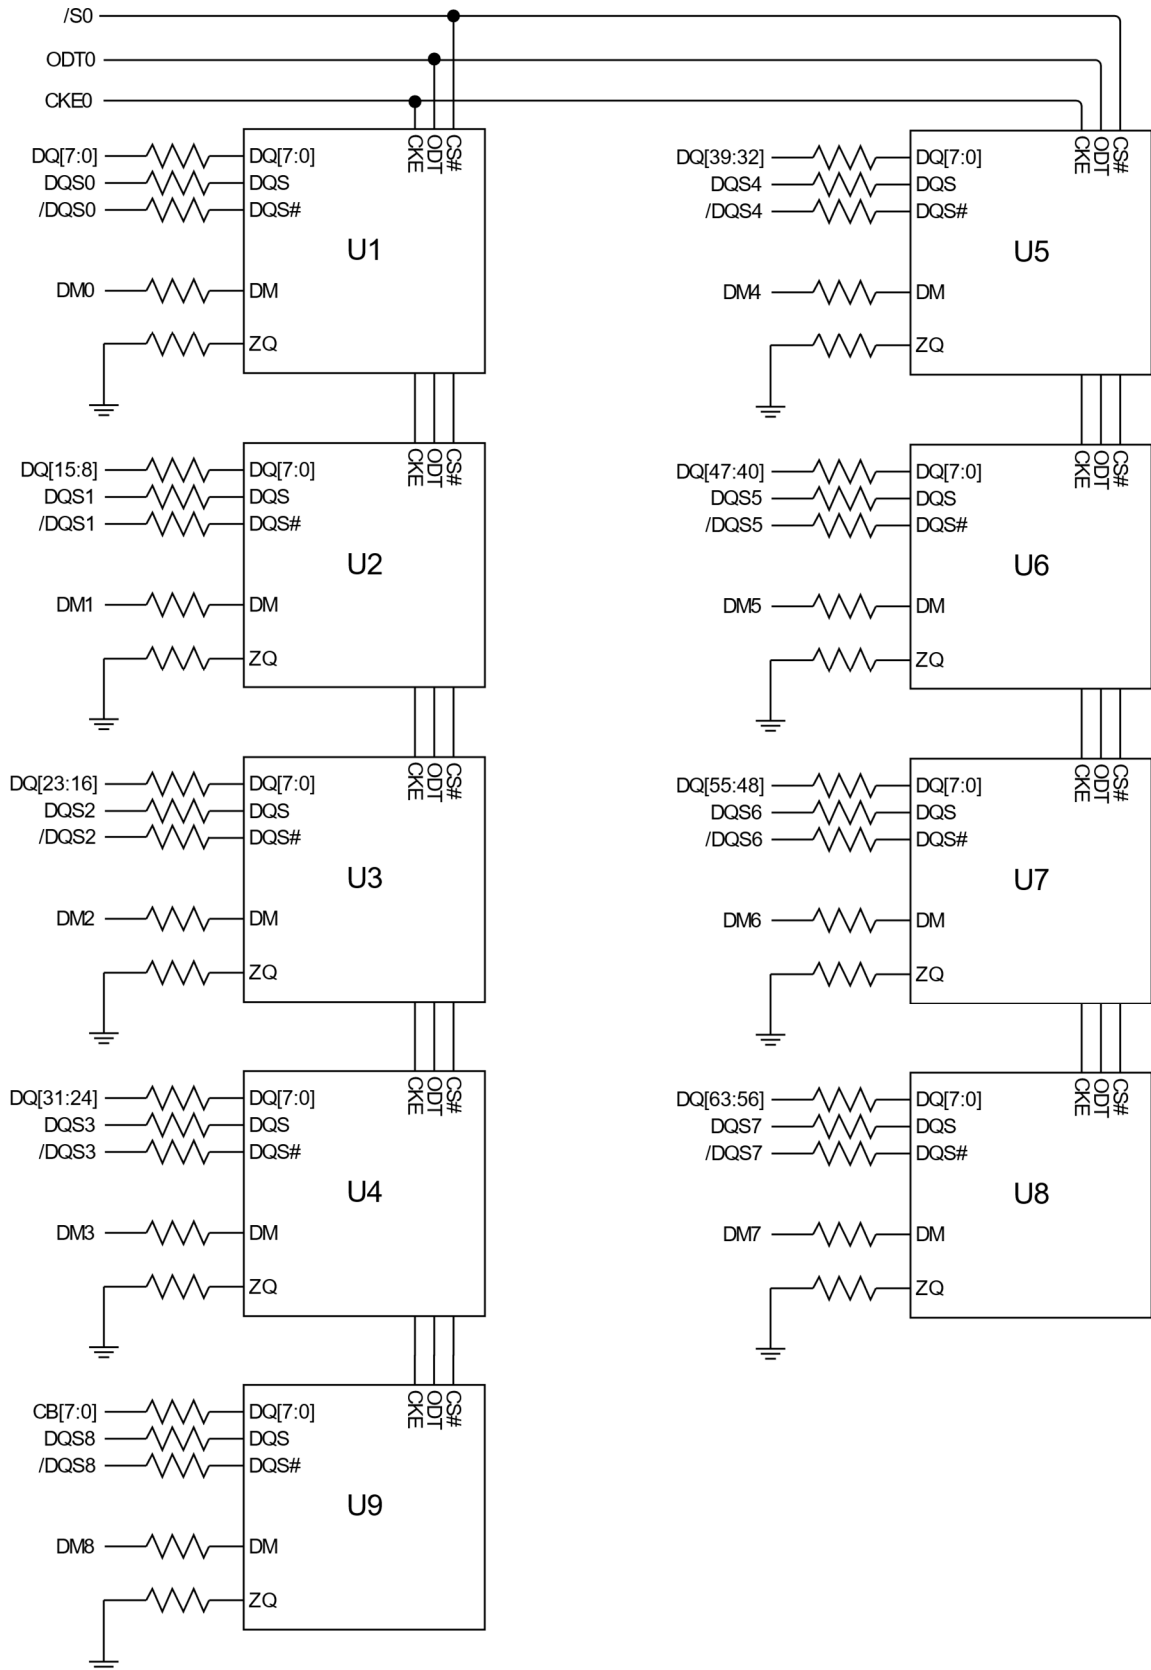 /S0
ODT0
CKE0
CKE
ODT
CS#
DQ[7:0]
DQ[7:0]
DQS0
DQS
/DQS0
DQS#
U1
DM0
DM
ZQ
CKE
ODT
CS#
DQ[15:8]
DQ[7:0]
DQS1
DQS
/DQS1
DQS#
U2
DM1
DM
ZQ
CKE
ODT
CS#
DQ[23:16]
DQ[7:0]
DQS2
DQS
/DQS2
DQS#
U3
DM2
DM
ZQ
CKE
ODT
CS#
DQ[31:24]
DQ[7:0]
DQS3
DQS
/DQS3
DQS#
U4
DM3
DM
ZQ
CKE
ODT
CS#
CB[7:0]
DQ[7:0]
DQS8
DQS
/DQS8
DQS#
U9
DM8
DM
ZQ
CKE
ODT
CS#
DQ[39:32]
DQ[7:0]
DQS4
DQS
/DQS4
DQS#
U5
DM4
DM
ZQ
CKE
ODT
CS#
DQ[47:40]
DQ[7:0]
DQS5
DQS
/DQS5
DQS#
U6
DM5
DM
ZQ
CKE
ODT
CS#
DQ[55:48]
DQ[7:0]
DQS6
DQS
/DQS6
DQS#
U7
DM6
DM
ZQ
CKE
ODT
CS#
DQ[63:56]
DQ[7:0]
DQS7
DQS
/DQS7
DQS#
U8
DM7
DM
ZQ